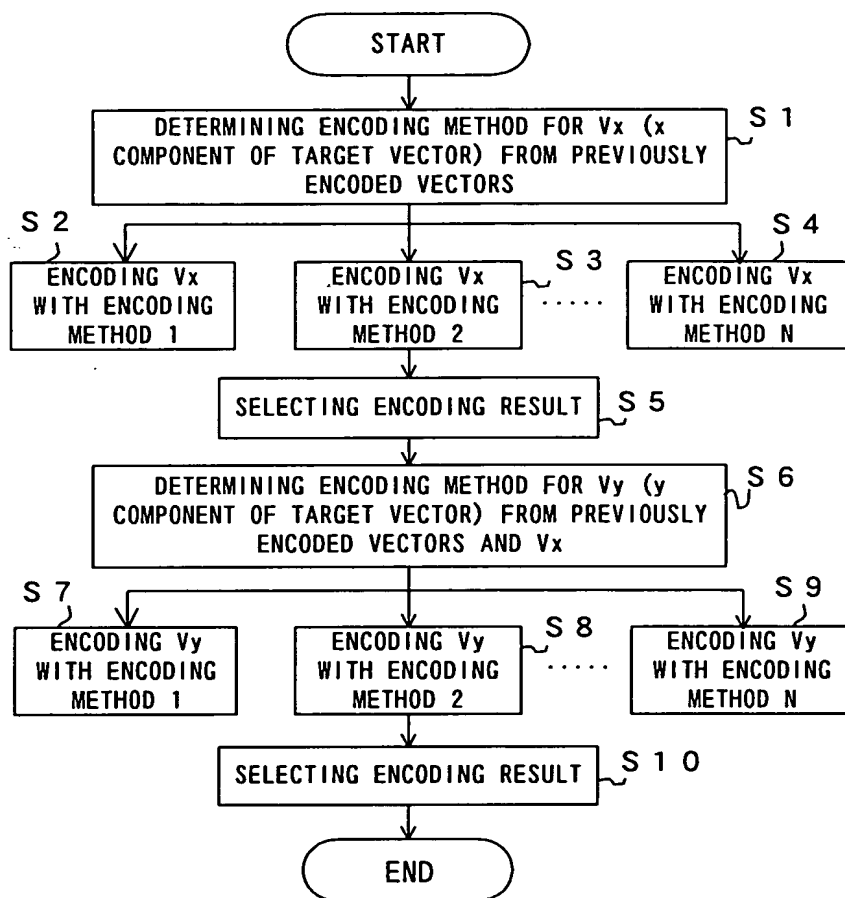 START
DETERMINING ENCODING METHOD FOR Vx (x
COMPONENT OF TARGET VECTOR) FROM PREVIOUSLY
ENCODED VECTORS
S 1
S 2
ENCODING Vx
WITH ENCODING
METHOD 1
ENCODING Vx
WITH ENCODING
METHOD 2
S 3
.....
S 4
ENCODING Vx
WITH ENCODING
METHOD N
SELECTING ENCODING RESULT
S 5
DETERMINING ENCODING METHOD FOR Vy (y
COMPONENT OF TARGET VECTOR) FROM PREVIOUSLY
ENCODED VECTORS AND Vx
S 6
S 7
ENCODING Vy
WITH ENCODING
METHOD 1
ENCODING Vy
WITH ENCODING
METHOD 2
S 8
.....
S 9
ENCODING Vy
WITH ENCODING
METHOD N
SELECTING ENCODING RESULT
S 1 0
END